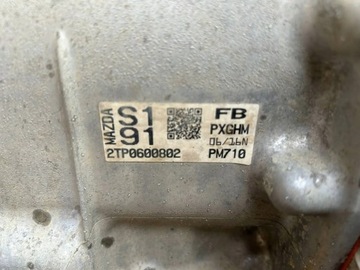 MAZDA
S1
91
FB
PXGHM
06/16N
2TP0600802
PM710